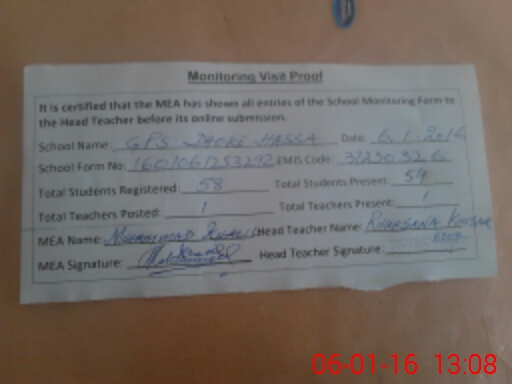 Monitoring Visit Proof
It is certified that the MEA has shown all entries of the School Monitoring Form to
the Head Teacher before its online submission.
School Name: GPS DHOKE HASSA Date: 6.1.2016
School Form No: EMIS Code:
Total Students Registered: 58 Total Students Present: 54
Total Teachers Posted: 1 Total Teachers Present: 1
MEA Name: Muhammad Head Teacher Name:
MEA Signature: Head Teacher Signature:
06-01-16 13:08